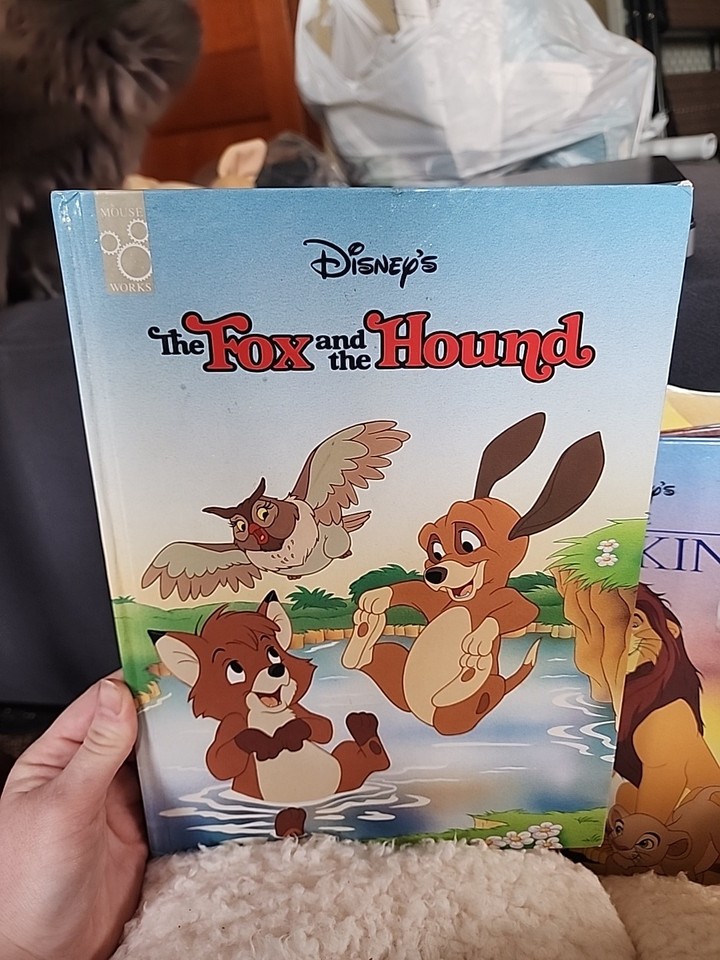 MOUSE
WORKS
Disney's
The Fox and the Hound